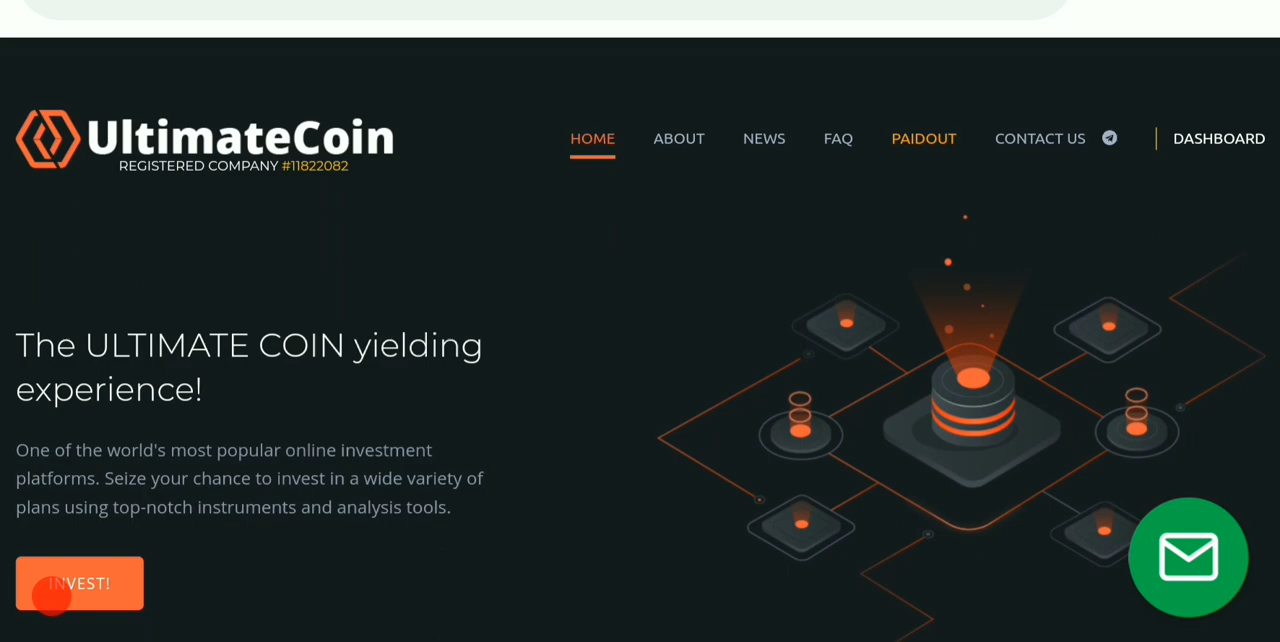 UltimateCoin
REGISTERED COMPANY #11822082
HOME ABOUT NEWS FAQ PAIDOUT CONTACT US DASHBOARD
The ULTIMATE COIN yielding
experience!
One of the world's most popular online investment
platforms. Seize your chance to invest in a wide variety of
plans using top-notch instruments and analysis tools.
INVEST!